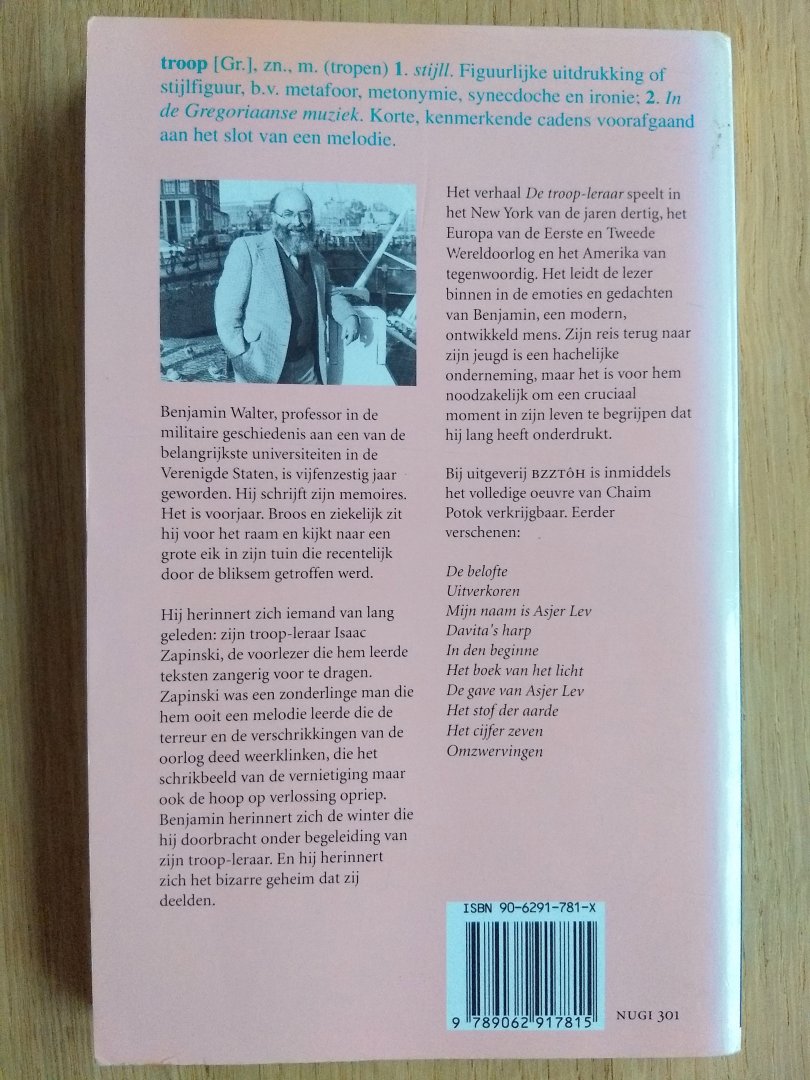 troop [Gr.], zn., m. (tropen) 1. stijll. Figuurlijke uitdrukking of
stijlfiguur, b.v. metafoor, metonymie, synecdoche en ironie; 2. In
de Gregoriaanse muziek. Korte, kenmerkende cadens voorafgaand
aan het slot van een melodie.
Benjamin Walter, professor in de
militaire geschiedenis aan een van de
belangrijkste universiteiten in de
Verenigde Staten, is vijfenzestig jaar
geworden. Hij schrijft zijn memoires.
Het is voorjaar. Broos en ziekelijk zit
hij voor het raam en kijkt naar een
grote eik in zijn tuin die recentelijk
door de bliksem getroffen werd.
Hij herinnert zich iemand van lang
geleden: zijn troop-leraar Isaac
Zapinski, de voorlezer die hem leerde
teksten zangerig voor te dragen.
Zapinski was een zonderlinge man die
hem ooit een melodie leerde die de
terreur en de verschrikkingen van de
oorlog deed weerklinken, die het
schrikbeeld van de vernietiging maar
ook de hoop op verlossing opriep.
Benjamin herinnert zich de winter die
hij doorbracht onder begeleiding van
zijn troop-leraar. En hij herinnert
zich het bizarre geheim dat zij
deelden.
Het verhaal De troop-leraar speelt in
het New York van de jaren dertig, het
Europa van de Eerste en Tweede
Wereldoorlog en het Amerika van
tegenwoordig. Het leidt de lezer
binnen in de emoties en gedachten
van Benjamin, een modern,
ontwikkeld mens. Zijn reis terug naar
zijn jeugd is een hachelijke
onderneming, maar het is voor hem
noodzakelijk om een cruciaal
moment in zijn leven te begrijpen dat
hij lang heeft onderdrukt.
Bij uitgeverij BZZTÔH is inmiddels
het volledige oeuvre van Chaim
Potok verkrijgbaar. Eerder
verschenen:
De belofte
Uitverkoren
Mijn naam is Asjer Lev
Davita's harp
In den beginne
Het boek van het licht
De gave van Asjer Lev
Het stof der aarde
Het cijfer zeven
Omzwervingen
ISBN 90-6291-781-X
9 789062 917815
NUGI 301